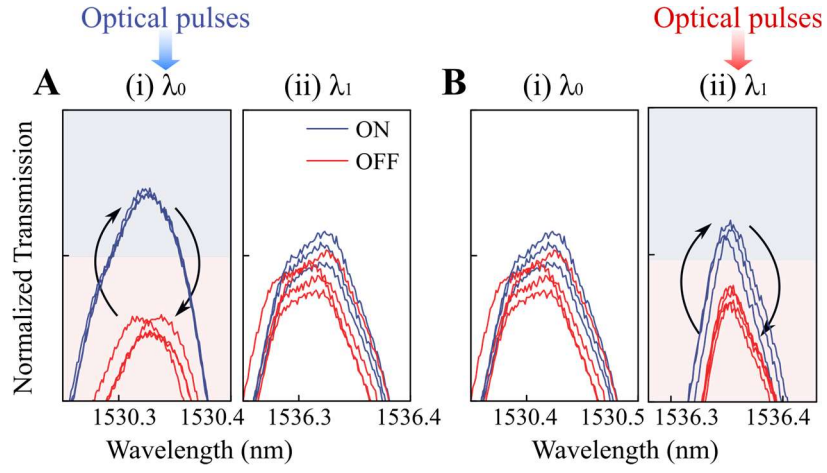 Optical pulses
Optical pulses
A
(i) λ0
(ii) λ1
B
(i) λ0
(ii) λ1
ON
OFF
Normalized Transmission
1530.3
1530.4
1536.3
1536.4
1530.4
1530.5
1536.3
1536.4
Wavelength (nm)
Wavelength (nm)